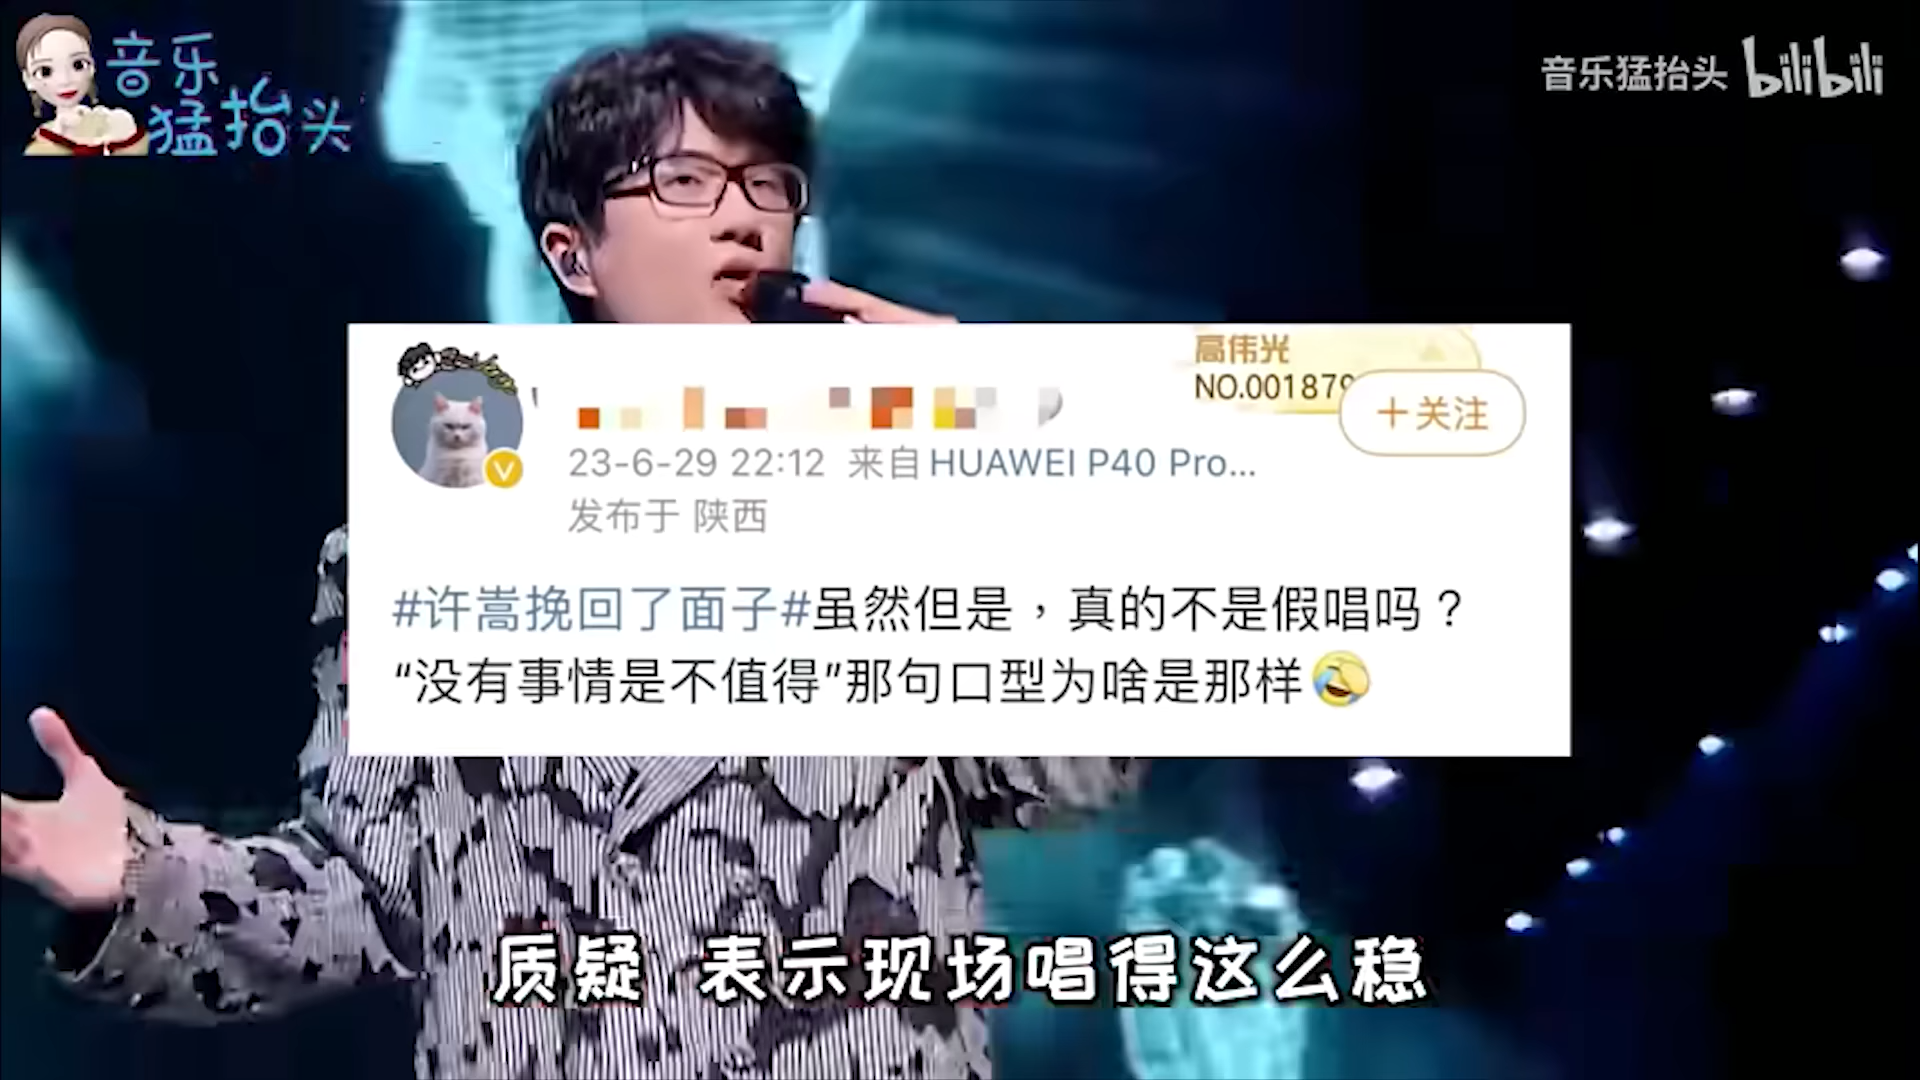 音乐
猛抬头
音乐猛抬头 bilibili
高伟光
NO.001879
+关注
23-6-29 22:12 来自 HUAWEI P40 Pro...
发布于 陕西
#许嵩挽回了面子#虽然但是，真的不是假唱吗？
“没有事情是不值得”那句口型为啥是那样
质疑 表示现场唱得这么稳